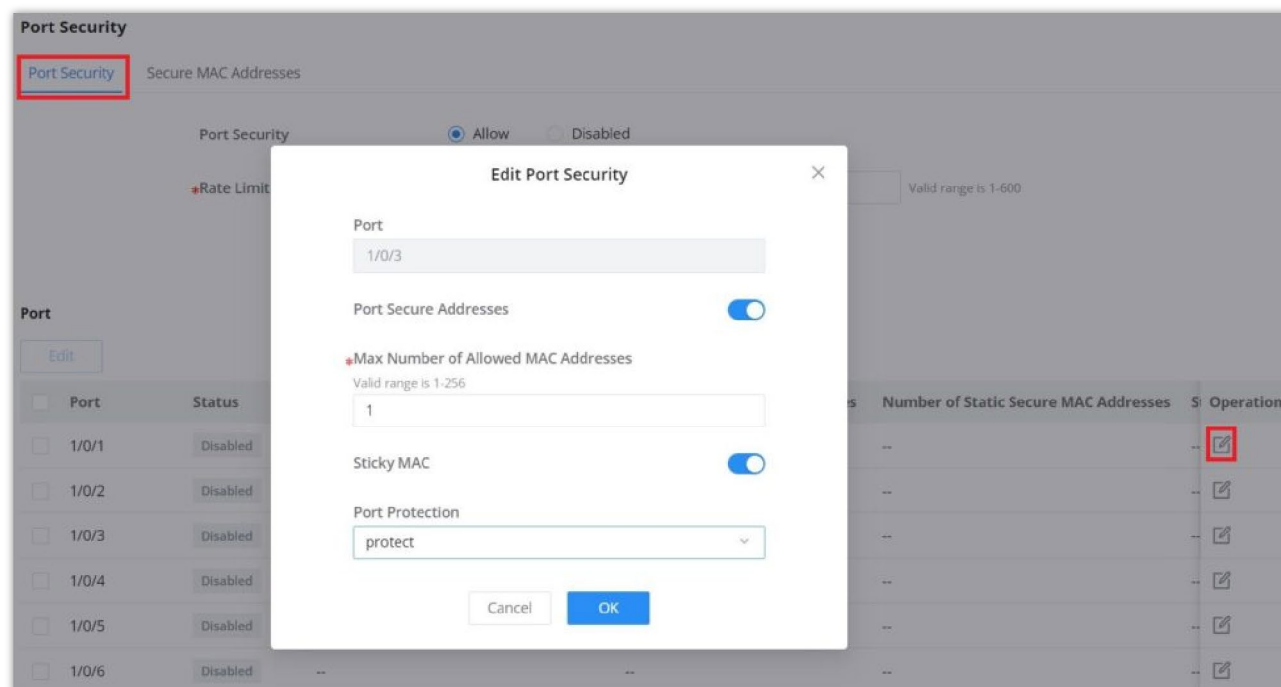 Port Security
Port Security Secure MAC Addresses
Port Security Allow Disabled
*Rate Limit Valid range is 1-600
Edit Port Security
Port
1/0/3
Port Secure Addresses
*Max Number of Allowed MAC Addresses
Valid range is 1-256
1
Sticky MAC
Port Protection
protect
Cancel OK
Port
Edit
Port Status Number of Static Secure MAC Addresses Operation
1/0/1 Disabled -- --
1/0/2 Disabled -- --
1/0/3 Disabled -- --
1/0/4 Disabled -- --
1/0/5 Disabled -- --
1/0/6 Disabled -- -- -- --